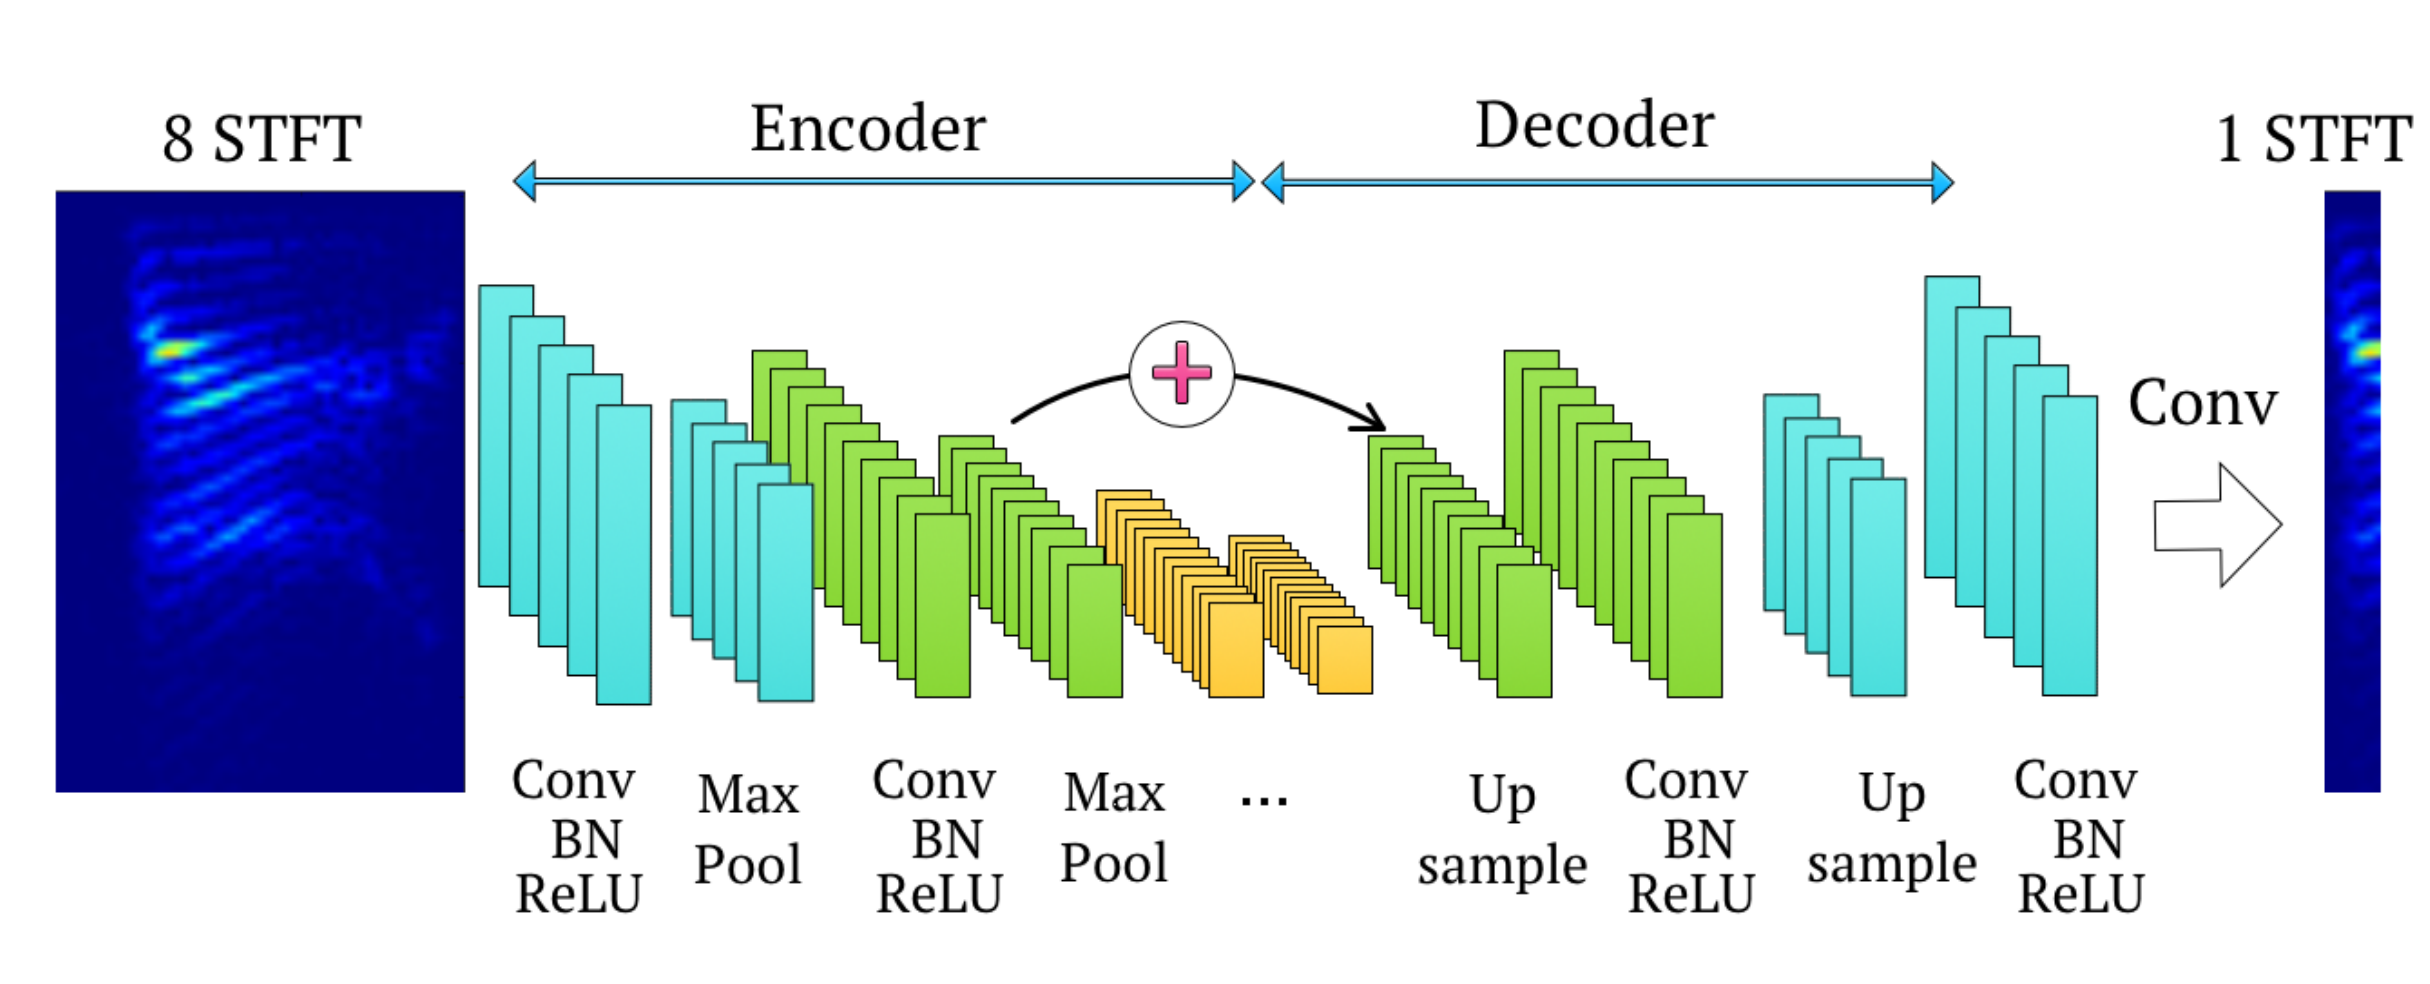 8 STFT
Encoder
Decoder
1 STFT
Conv
Conv
BN
ReLU
Max
Pool
Conv
BN
ReLU
Max
Pool
...
Up
sample
Conv
BN
ReLU
Up
sample
Conv
BN
ReLU